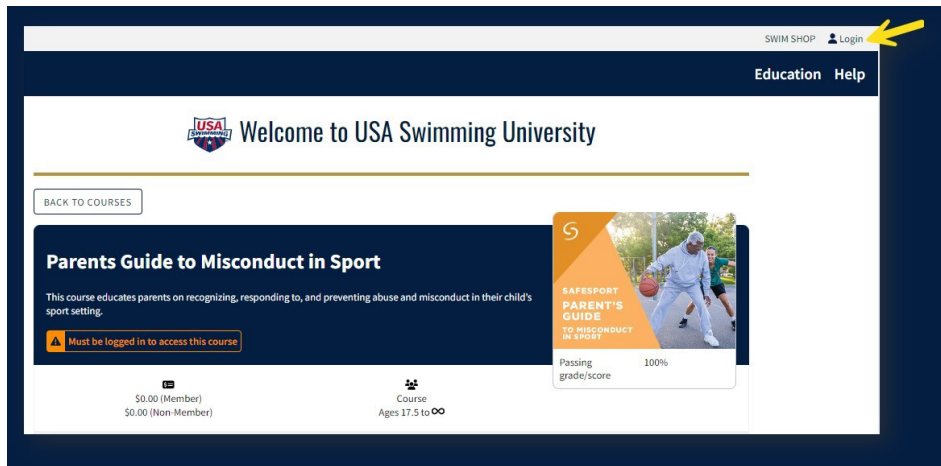 SWIM SHOP Login
Education Help
USA SWIMMING Welcome to USA Swimming University
BACK TO COURSES
Parents Guide to Misconduct in Sport
This course educates parents on recognizing, responding to, and preventing abuse and misconduct in their child's
sport setting.
Must be logged in to access this course
SAFESPORT
PARENT'S
GUIDE
TO MISCONDUCT
IN SPORT
Passing 100%
grade/score
$0.00 (Member)
$0.00 (Non-Member)
Course
Ages 17.5 to ∞